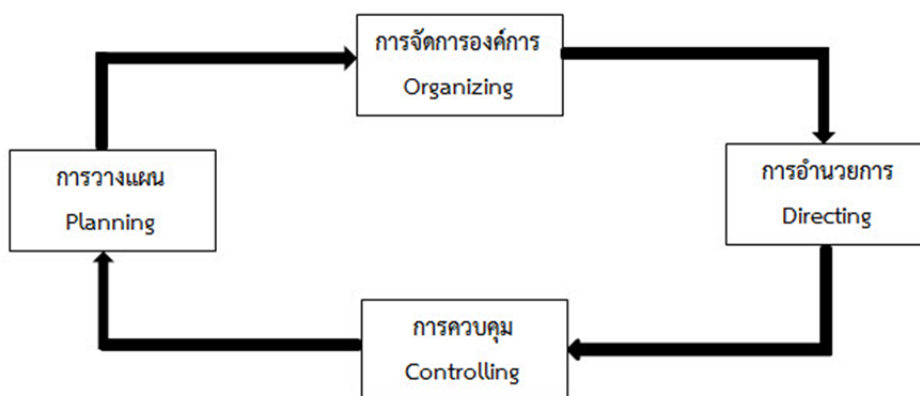 การจัดการองค์การ
Organizing
การวางแผน
Planning
การอำนวยการ
Directing
การควบคุม
Controlling